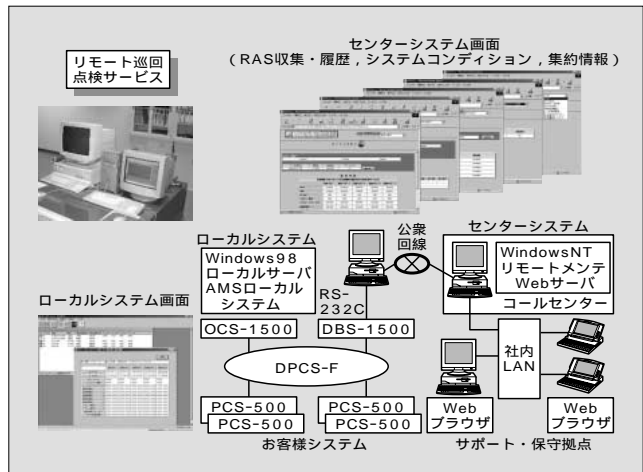 リモート巡回
点検サービス
センターシステム画面
(RAS収集・履歴，システムコンディション，集約情報)
ローカルシステム
Windows98
ローカルサーバ
AMSローカル
システム
公衆
回線
センターシステム
WindowsNT
リモートメンテ
Webサーバ
コールセンター
RS-
232C
ローカルシステム画面
OCS-1500
DBS-1500
DPCS-F
社内
LAN
PCS-500
PCS-500
PCS-500
PCS-500
お客様システム
Web
ブラウザ
Web
ブラウザ
サポート・保守拠点